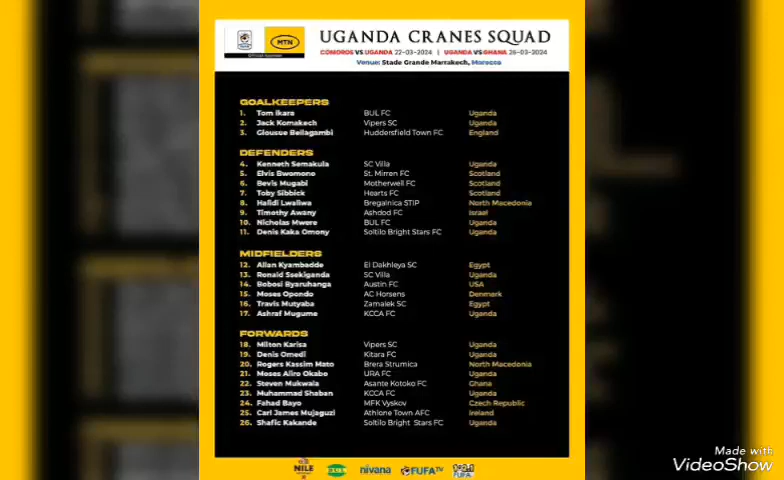 UGANDA CRANES SQUAD
MTN
COMOROS VS UGANDA 22-03-2024 | UGANDA VS GHANA 26-03-2024
Venue: Stade Grande Marrakech, Morocco
GOALKEEPERS
1. Tom Ikara BUL FC Uganda
2. Jack Komakech Vipers SC Uganda
3. Giousue Bellagambi Huddersfield Town FC England
DEFENDERS
4. Kenneth Semakula SC Villa Uganda
5. Elvis Bwomono St. Mirren FC Scotland
6. Bevis Mugabi Motherwell FC Scotland
7. Toby Sibbick Hearts FC Scotland
8. Halidi Lwaliwa Bregalnica STIP North Macedonia
9. Timothy Awany Ashdod FC Israel
10. Nicholas Mwere BUL FC Uganda
11. Denis Kaka Omony Soltilo Bright Stars FC Uganda
MIDFIELDERS
12. Allan Kyambadde El Dakhleya SC Egypt
13. Ronald Ssekiganda SC Villa Uganda
14. Bobosi Byaruhanga Austin FC USA
15. Moses Opondo AC Horsens Denmark
16. Travis Mutyaba Zamalek SC Egypt
17. Ashraf Mugume KCCA FC Uganda
FORWARDS
18. Milton Karisa Vipers SC Uganda
19. Denis Omedi Kitara FC Uganda
20. Rogers Kassim Mato Brera Strumica North Macedonia
21. Moses Aliro Okabo URA FC Uganda
22. Steven Mukwala Asante Kotoko FC Ghana
23. Muhammad Shaban KCCA FC Uganda
24. Fahad Bayo MFK Vyskov Czech Republic
25. Carl James Mujaguzi Athlone Town AFC Ireland
26. Shafic Kakande Soltilo Bright Stars FC Uganda
NILE
nivana
FUFA TV
FUFA
Made with
VideoShow